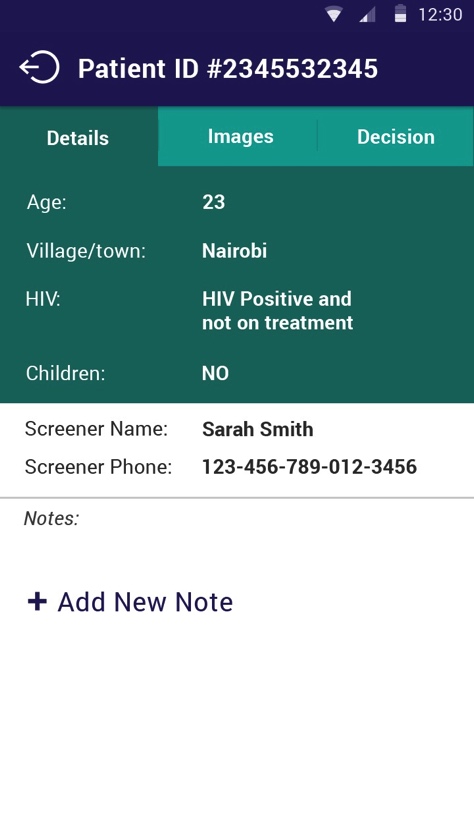 12:30
Patient ID #2345532345
Details Images Decision
Age: 23
Village/town: Nairobi
HIV: HIV Positive and
not on treatment
Children: NO
Screener Name: Sarah Smith
Screener Phone: 123-456-789-012-3456
Notes:
+ Add New Note